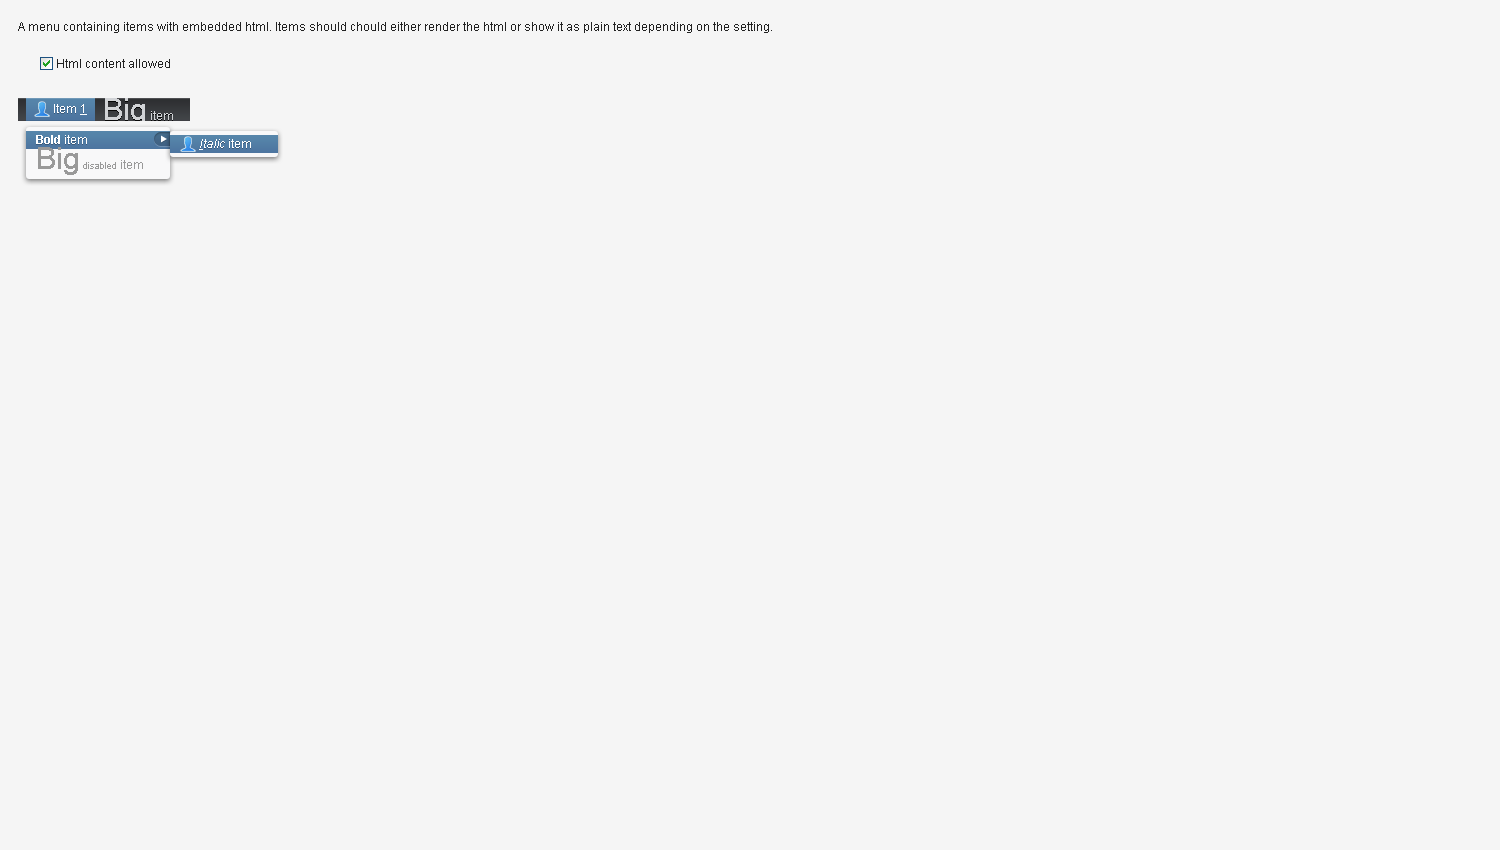 A menu containing items with embedded html. Items should chould either render the html or show it as plain text depending on the setting.
Html content allowed
Item 1 Big item
Bold item
Italic item
Big disabled item